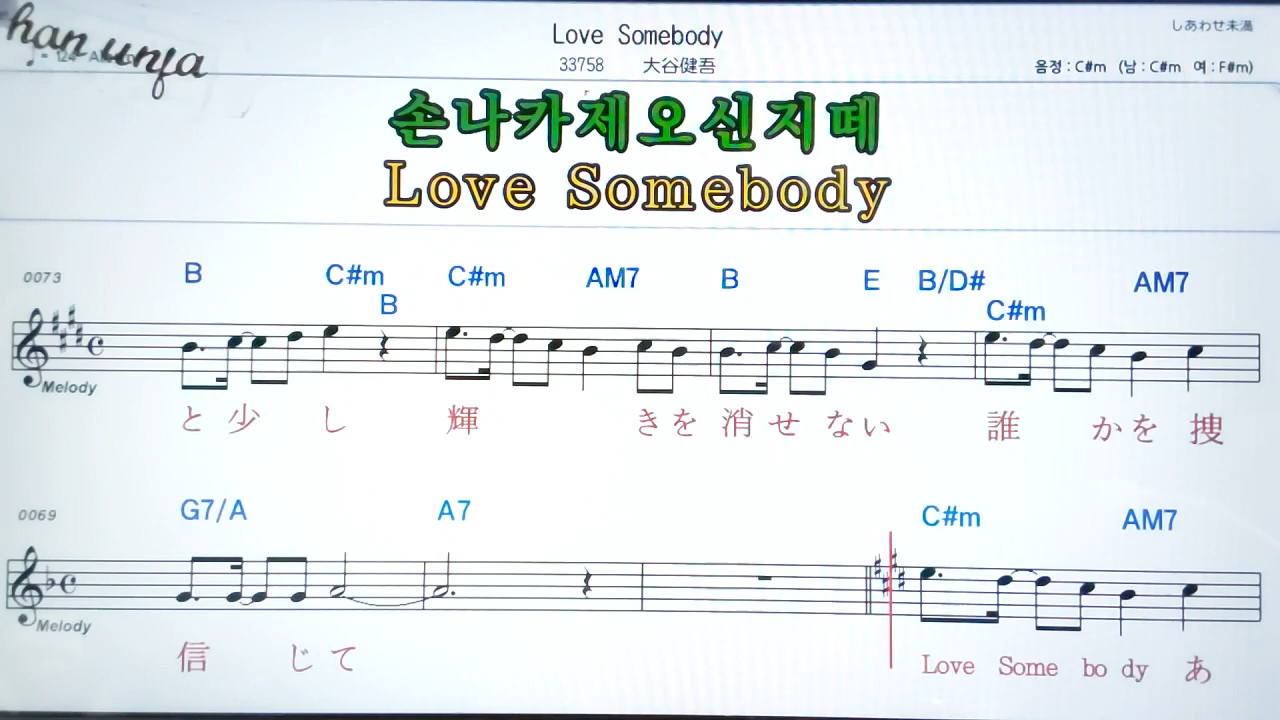 han unja
Love Somebody
しあわせ未満
33758 大谷健吾
음정 : C#m (남 : C#m 여 : F#m)
손나카제오신지떼
Love Somebody
0073
B C#m B C#m AM7 B E B/D# C#m AM7
Melody
と 少 し 輝 き を 消 せ な い 誰 か を 捜
0069
G7/A A7 C#m AM7
Melody
信 じ て Love Some bo dy あ